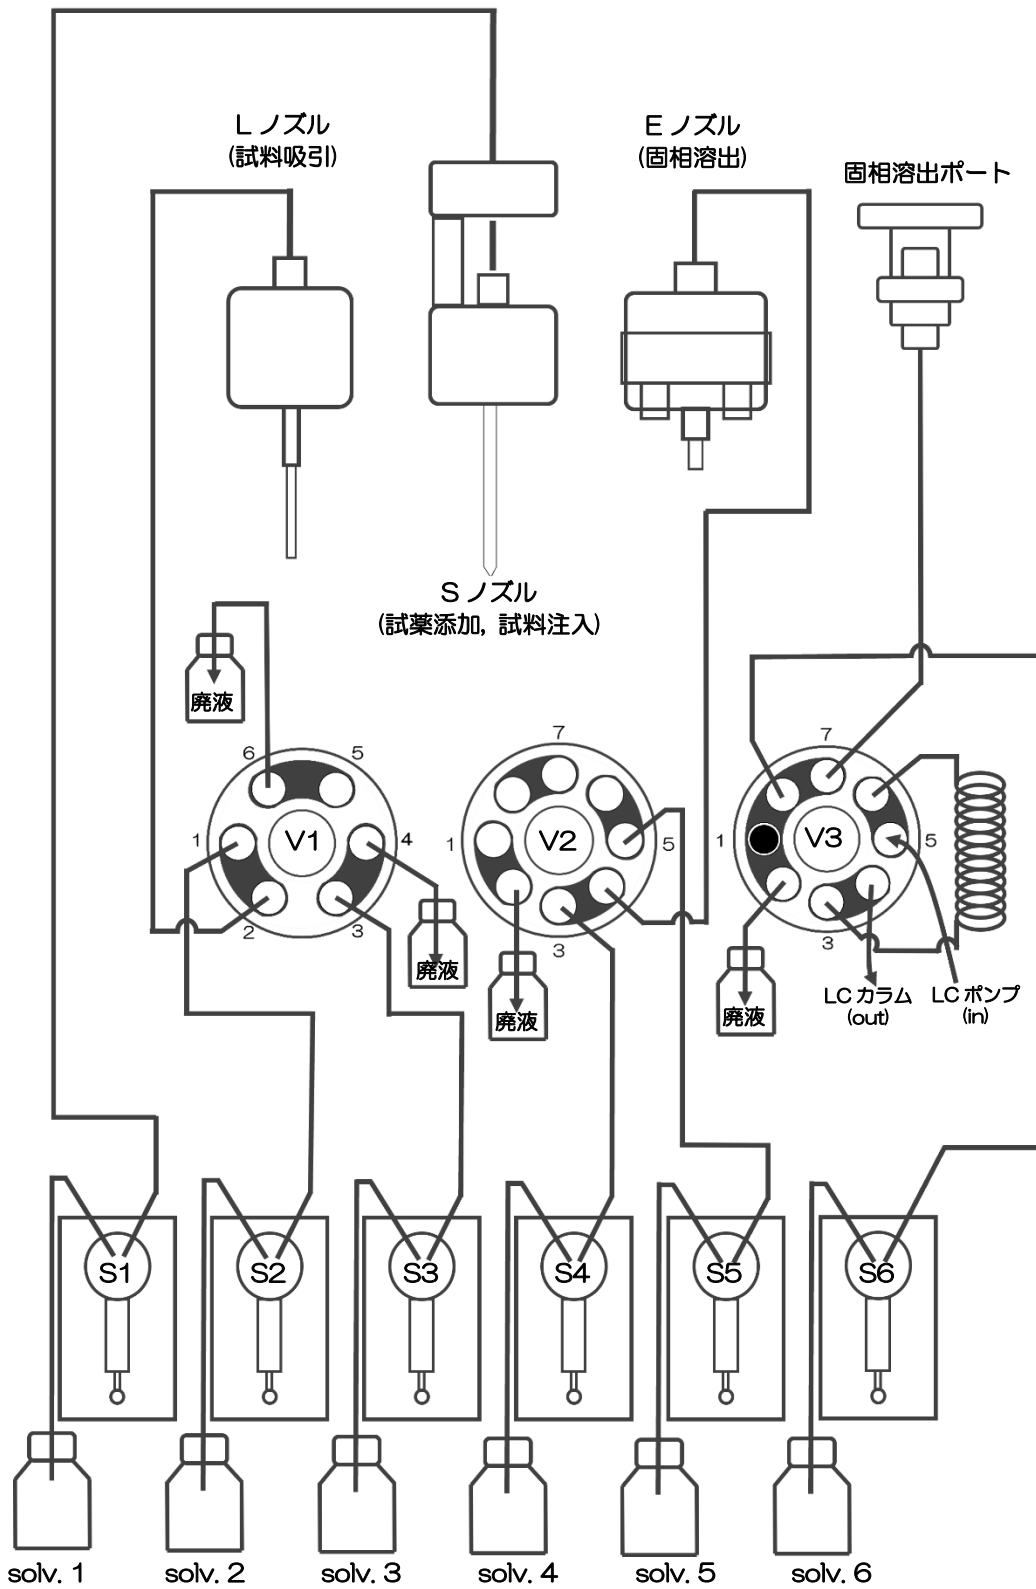 L ノズル
(試料吸引)
E ノズル
(固相溶出)
固相溶出ポート
S ノズル
(試薬添加, 試料注入)
廃液
6
5
1
V1
4
2
3
廃液
7
1
V2
5
3
廃液
7
1
V3
5
3
廃液
LC カラム
(out)
LC ポンプ
(in)
S1
S2
S3
S4
S5
S6
solv. 1
solv. 2
solv. 3
solv. 4
solv. 5
solv. 6